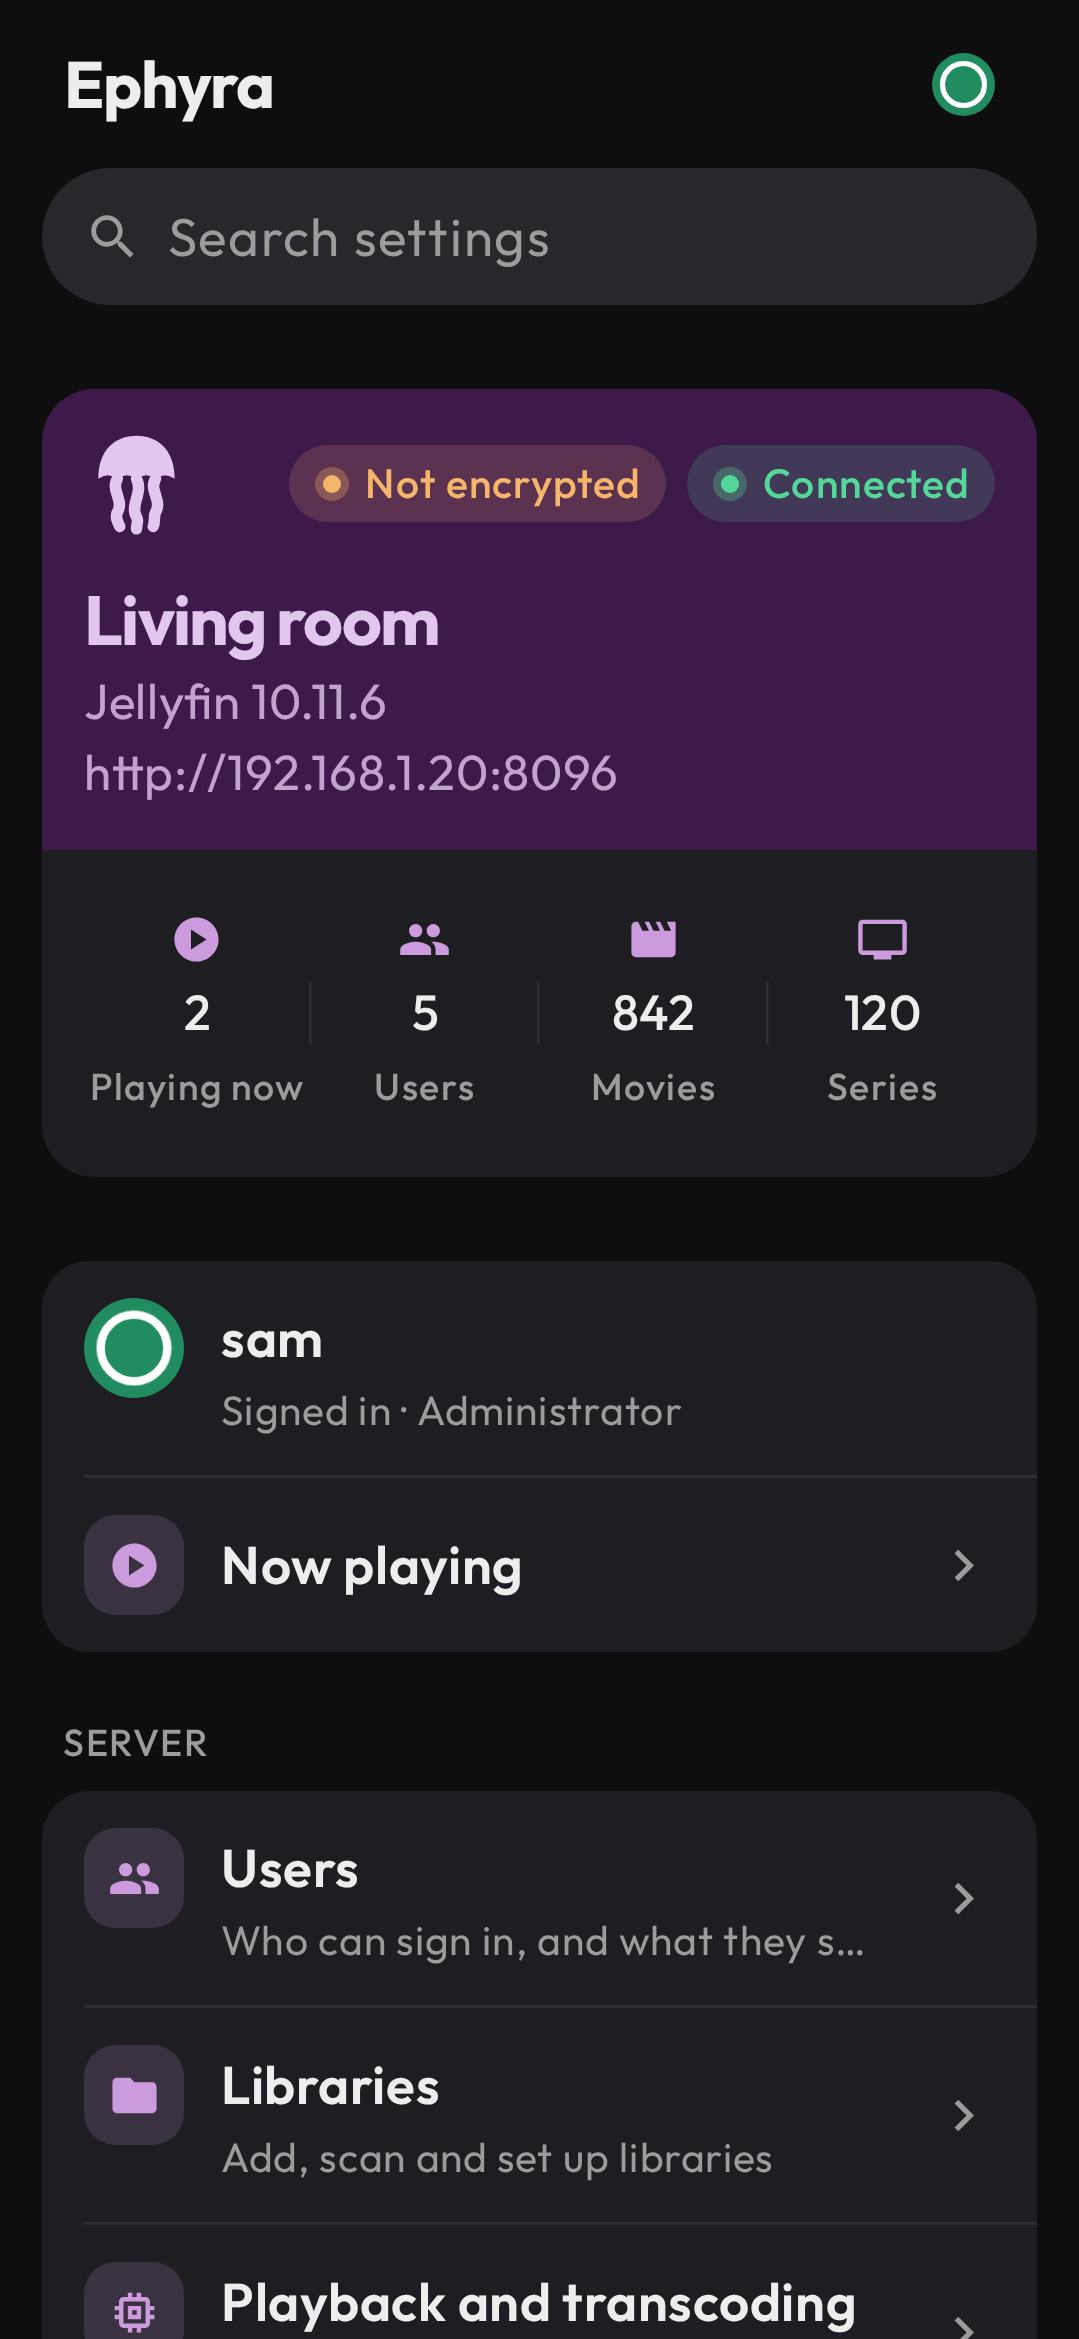 Ephyra
Search settings
Not encrypted
Connected
Living room
Jellyfin 10.11.6
http://192.168.1.20:8096
2
5
842
120
Playing now
Users
Movies
Series
sam
Signed in · Administrator
Now playing
SERVER
Users
Who can sign in, and what they s...
Libraries
Add, scan and set up libraries
Playback and transcoding